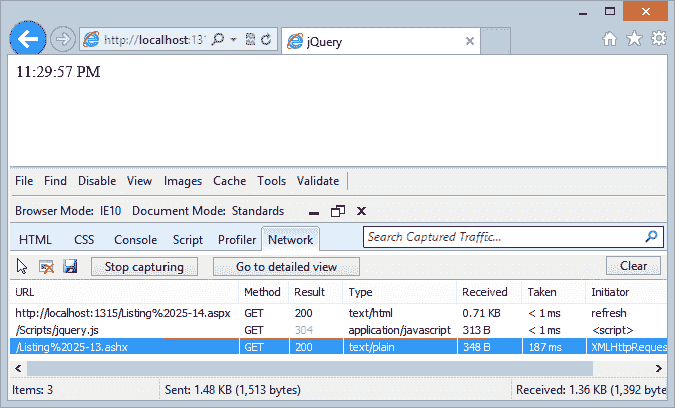 http://localhost:131
jQuery
11:29:57 PM
File Find Disable View Images Cache Tools Validate
Browser Mode: IE10 Document Mode: Standards
HTML CSS Console Script Profiler Network Search Captured Traffic...
Stop capturing Go to detailed view Clear
URL Method Result Type Received Taken Initiator
http://localhost:1315/Listing%2025-14.aspx GET 200 text/html 0.71 KB < 1 ms refresh
/Scripts/jquery.js GET 304 application/javascript 313 B < 1 ms <script>
/Listing%2025-13.ashx GET 200 text/plain 348 B 187 ms XMLHttpReques
Items: 3 Sent: 1.48 KB (1,513 bytes) Received: 1.36 KB (1,392 bytes